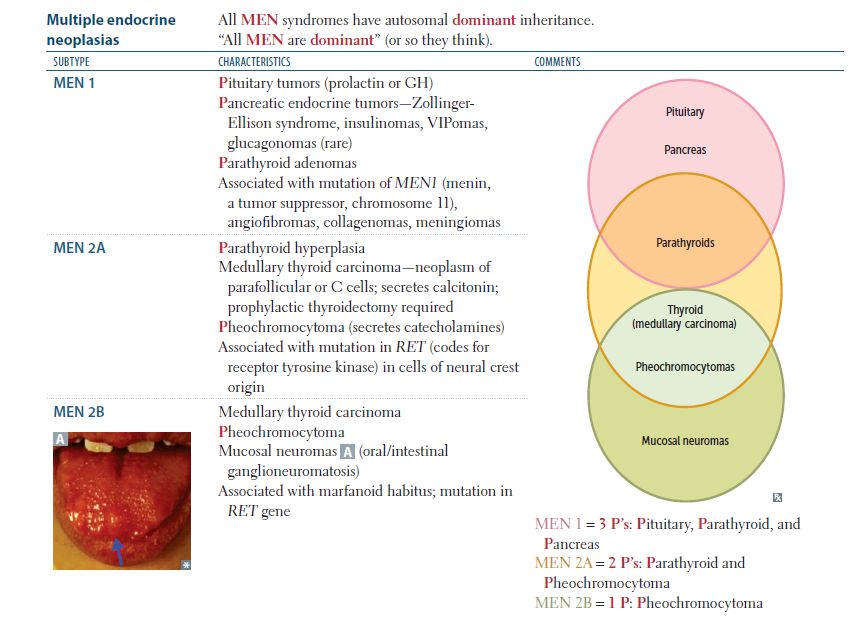 Multiple endocrine
neoplasias
All MEN syndromes have autosomal dominant inheritance.
“All MEN are dominant” (or so they think).
SUBTYPE
CHARACTERISTICS
COMMENTS
MEN 1
Pituitary tumors (prolactin or GH)
Pancreatic endocrine tumors—Zollinger-
Ellison syndrome, insulinomas, VIPomas,
glucagonomas (rare)
Parathyroid adenomas
Associated with mutation of MEN1 (menin,
a tumor suppressor, chromosome 11),
angiofibromas, collagenomas, meningiomas
MEN 2A
Parathyroid hyperplasia
Medullary thyroid carcinoma—neoplasm of
parafollicular or C cells; secretes calcitonin;
prophylactic thyroidectomy required
Pheochromocytoma (secretes catecholamines)
Associated with mutation in RET (codes for
receptor tyrosine kinase) in cells of neural crest
origin
MEN 2B
A
Medullary thyroid carcinoma
Pheochromocytoma
Mucosal neuromas A (oral/intestinal
ganglioneuromatosis)
Associated with marfanoid habitus; mutation in
RET gene
Pituitary
Pancreas
Parathyroids
Thyroid
(medullary carcinoma)
Pheochromocytomas
Mucosal neuromas
MEN 1 = 3 P’s: Pituitary, Parathyroid, and
Pancreas
MEN 2A = 2 P’s: Parathyroid and
Pheochromocytoma
MEN 2B = 1 P: Pheochromocytoma